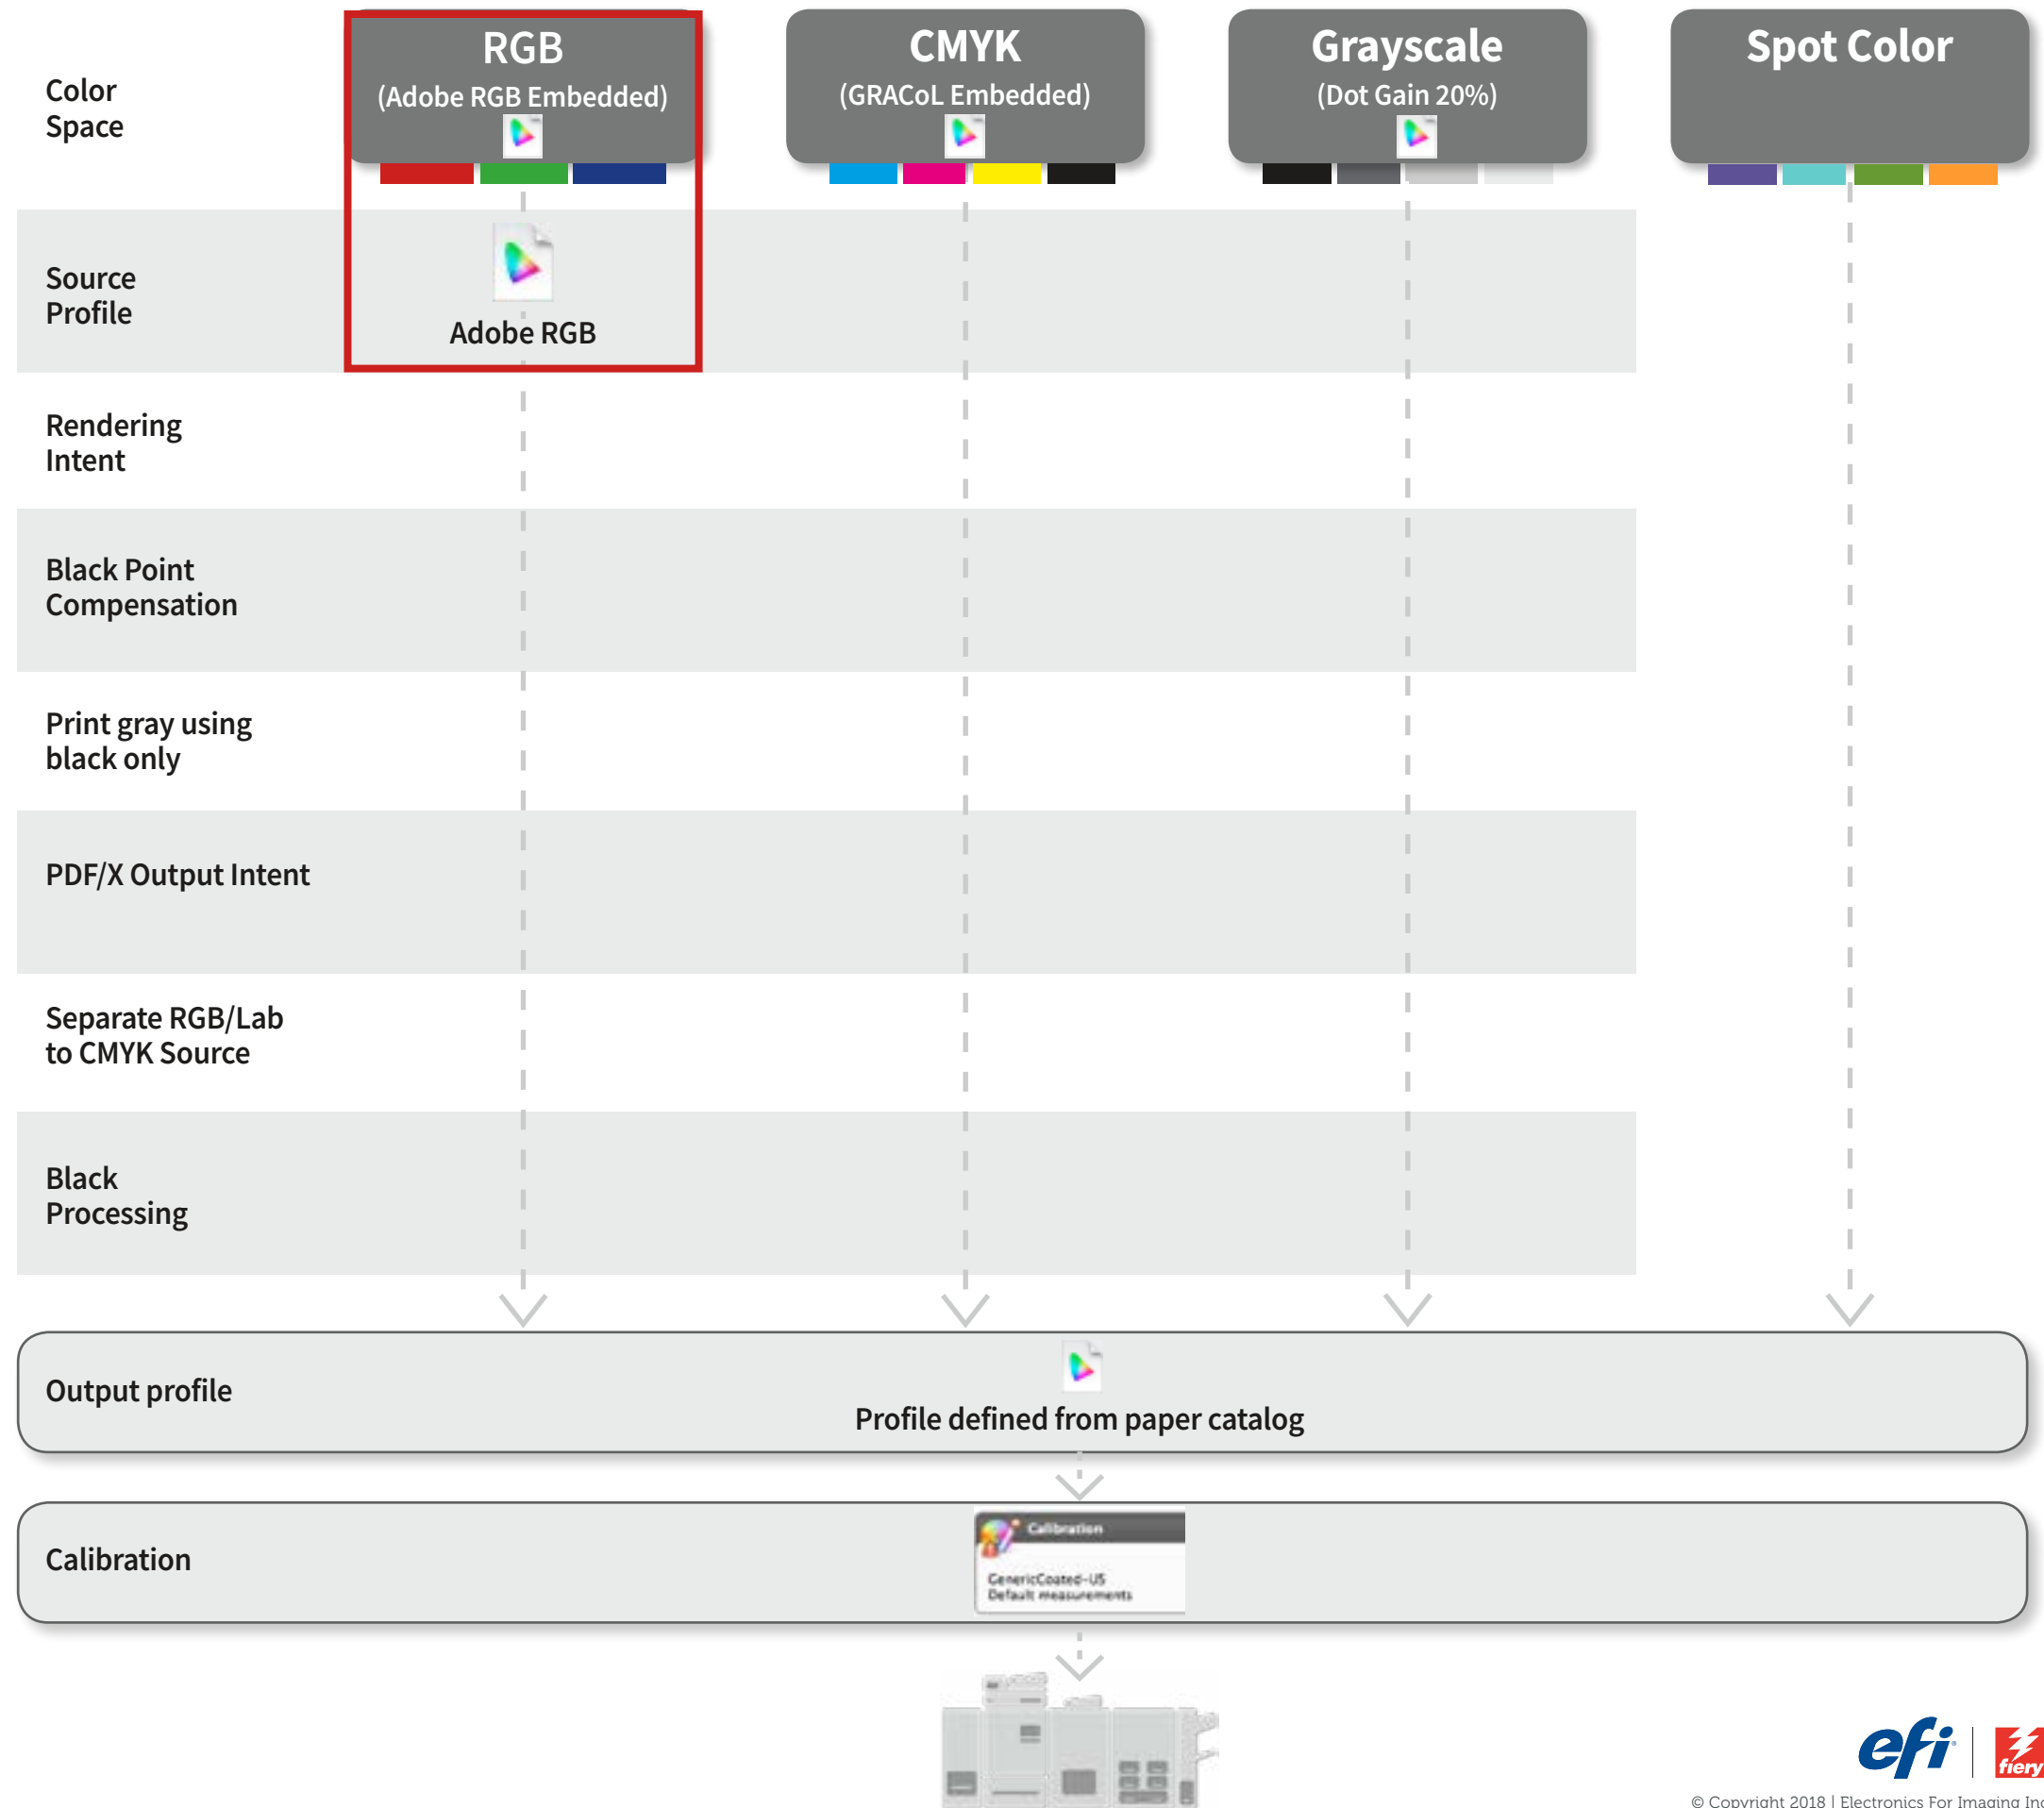 RGB
(Adobe RGB Embedded)
CMYK
(GRACoL Embedded)
Grayscale
(Dot Gain 20%)
Spot Color
Color
Space
Source
Profile
Adobe RGB
Rendering
Intent
Black Point
Compensation
Print gray using
black only
PDF/X Output Intent
Separate RGB/Lab
to CMYK Source
Black
Processing
Output profile
Profile defined from paper catalog
Calibration
Calibration
GenericCoated-US
Default measurements
efi
fiery
© Copyright 2018 | Electronics For Imaging Inc